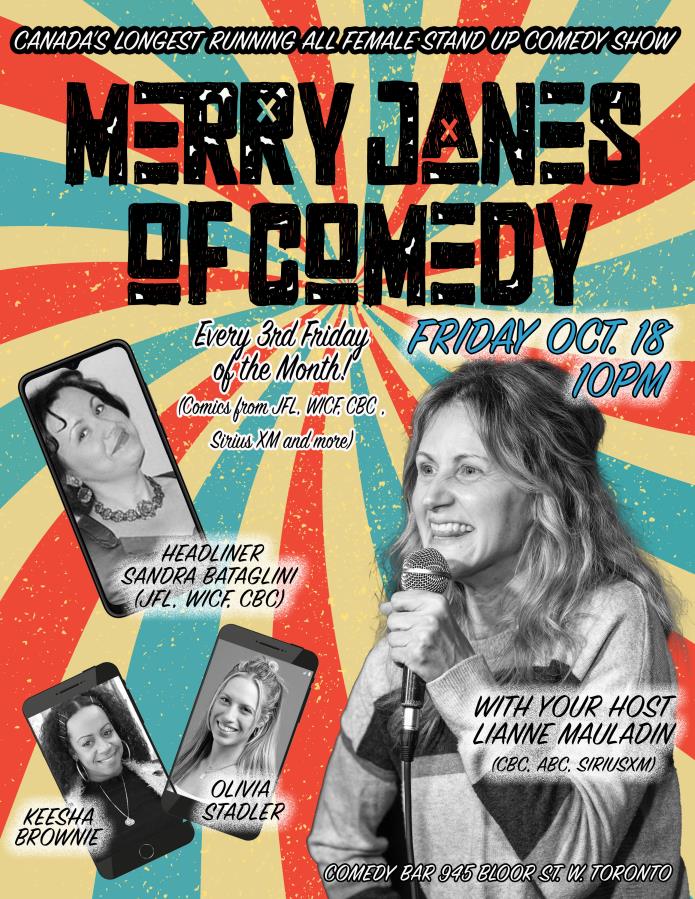 CANADA'S LONGEST RUNNING ALL FEMALE STAND UP COMEDY SHOW
MERRY JANES
OF COMEDY
Every 3rd Friday
of the Month!
(Comics from JFL, WICF, CBC ,
Sirius XM and more)
FRIDAY OCT. 18
10PM
HEADLINER
SANDRA BATAGLINI
(JFL, WICF, CBC)
WITH YOUR HOST
LIANNE MAULADIN
(CBC, ABC, SIRIUSXM)
OLIVIA
STADLER
KEESHA
BROWNIE
COMEDY BAR 945 BLOOR ST. W. TORONTO